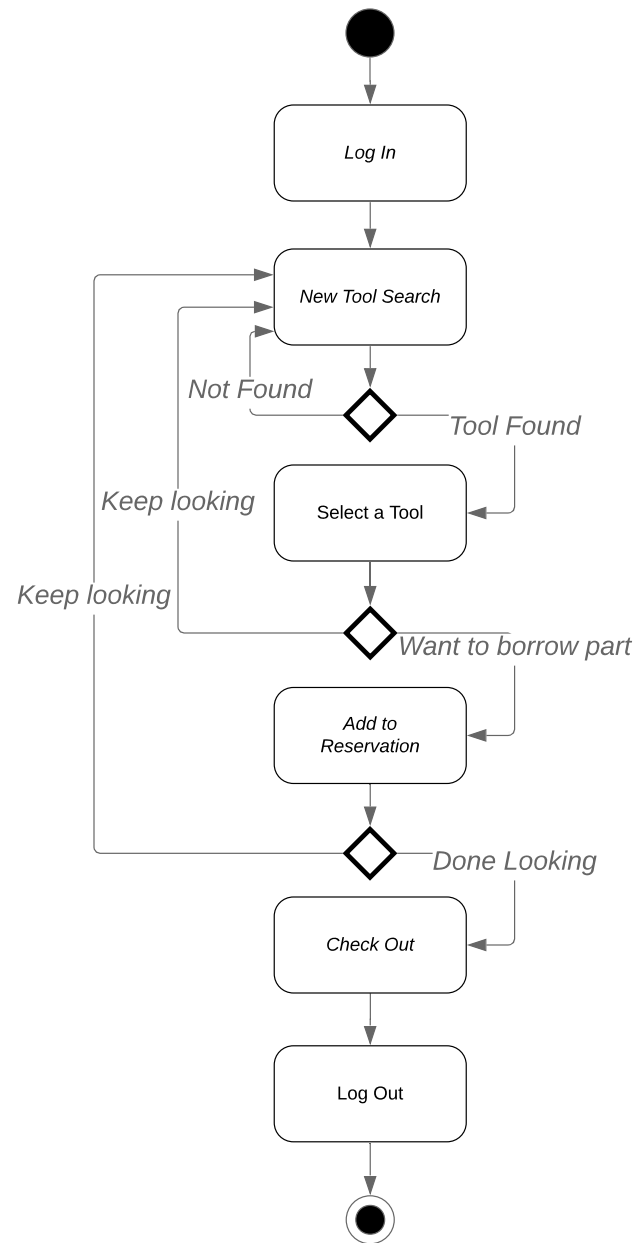 Log In
New Tool Search
Not Found
Tool Found
Keep looking
Select a Tool
Keep looking
Want to borrow part
Add to
Reservation
Done Looking
Check Out
Log Out